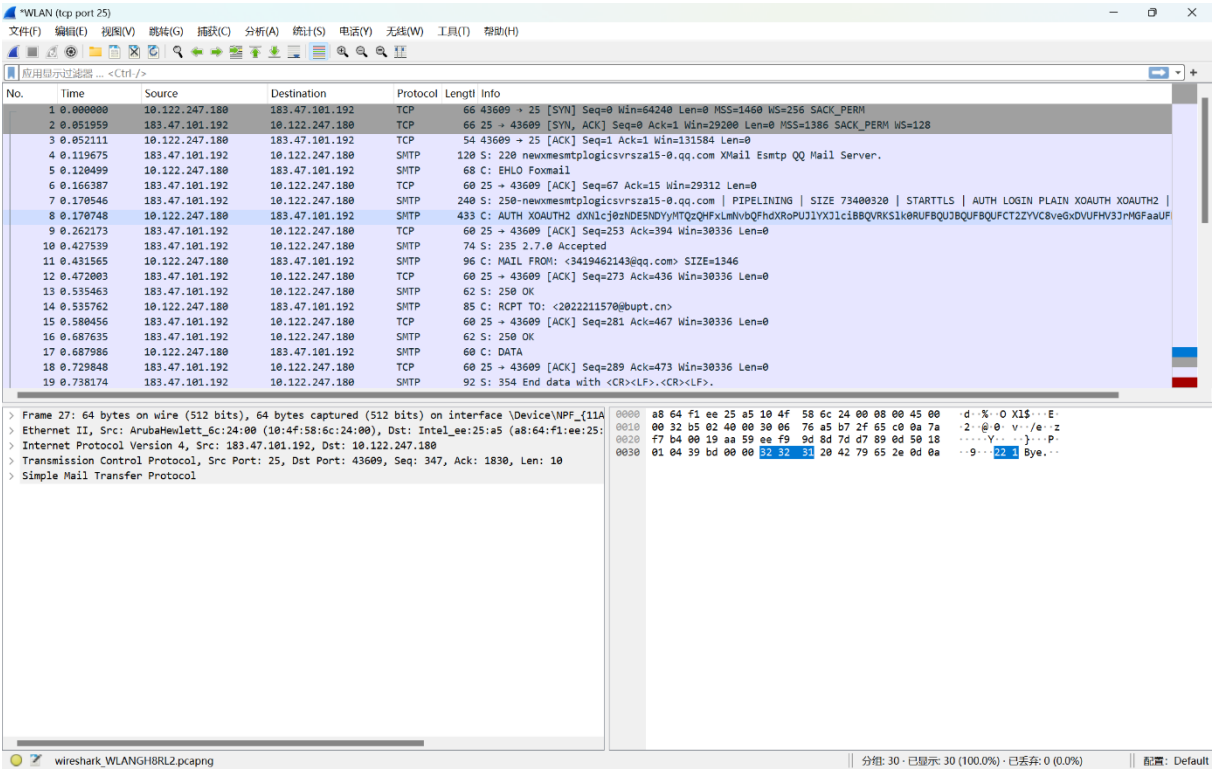 *WLAN (tcp port 25)
文件(F) 编辑(E) 视图(V) 跳转(G) 捕获(C) 分析(A) 统计(S) 电话(Y) 无线(W) 工具(T) 帮助(H)
应用显示过滤器 … <Ctrl-/>
No. Time Source Destination Protocol Lengtl Info
1 0.000000 10.122.247.180 183.47.101.192 TCP 66 43609 → 25 [SYN] Seq=0 Win=64240 Len=0 MSS=1460 WS=256 SACK_PERM
2 0.051959 183.47.101.192 10.122.247.180 TCP 66 25 → 43609 [SYN, ACK] Seq=0 Ack=1 Win=29200 Len=0 MSS=1386 SACK_PERM WS=128
3 0.052111 10.122.247.180 183.47.101.192 TCP 54 43609 → 25 [ACK] Seq=1 Ack=1 Win=131584 Len=0
4 0.119675 183.47.101.192 10.122.247.180 SMTP 120 S: 220 newxmesmtplogicsvrsza15-0.qq.com XMail Esmtp QQ Mail Server.
5 0.120499 10.122.247.180 183.47.101.192 SMTP 68 C: EHLO Foxmail
6 0.166387 183.47.101.192 10.122.247.180 TCP 60 25 → 43609 [ACK] Seq=67 Ack=15 Win=29312 Len=0
7 0.170546 183.47.101.192 10.122.247.180 SMTP 240 S: 250-newxmesmtplogicsvrsza15-0.qq.com | PIPELINING | SIZE 73400320 | STARTTLS | AUTH LOGIN PLAIN XOAUTH XOAUTH2 |
8 0.170748 10.122.247.180 183.47.101.192 SMTP 433 C: AUTH XOAUTH2
9 0.262173 183.47.101.192 10.122.247.180 TCP 60 25 → 43609 [ACK] Seq=253 Ack=394 Win=30336 Len=0
10 0.427539 183.47.101.192 10.122.247.180 SMTP 74 S: 235 2.7.0 Accepted
11 0.431565 10.122.247.180 183.47.101.192 SMTP 96 C: MAIL FROM: <3419462143@qq.com> SIZE=1346
12 0.472003 183.47.101.192 10.122.247.180 TCP 60 25 → 43609 [ACK] Seq=273 Ack=436 Win=30336 Len=0
13 0.535463 183.47.101.192 10.122.247.180 SMTP 62 S: 250 OK
14 0.535762 10.122.247.180 183.47.101.192 SMTP 85 C: RCPT TO: <2022211570@bupt.cn>
15 0.580456 183.47.101.192 10.122.247.180 TCP 60 25 → 43609 [ACK] Seq=281 Ack=467 Win=30336 Len=0
16 0.687635 183.47.101.192 10.122.247.180 SMTP 62 S: 250 OK
17 0.687986 10.122.247.180 183.47.101.192 SMTP 60 C: DATA
18 0.729848 183.47.101.192 10.122.247.180 TCP 60 25 → 43609 [ACK] Seq=289 Ack=473 Win=30336 Len=0
19 0.738174 183.47.101.192 10.122.247.180 SMTP 92 S: 354 End data with <CR><LF>.<CR><LF>.
> Frame 27: 64 bytes on wire (512 bits), 64 bytes captured (512 bits) on interface \Device\NPF_{11A
> Ethernet II, Src: ArubaHewlett_6c:24:00 (10:4f:58:6c:24:00), Dst: Intel_ee:25:a5 (a8:64:f1:ee:25:
> Internet Protocol Version 4, Src: 183.47.101.192, Dst: 10.122.247.180
> Transmission Control Protocol, Src Port: 25, Dst Port: 43609, Seq: 347, Ack: 1830, Len: 10
> Simple Mail Transfer Protocol
0000 a8 64 f1 ee 25 a5 10 4f 58 6c 24 00 08 00 45 00 ·d··%··O Xl$···E·
0010 00 32 b5 02 40 00 30 06 76 a5 b7 2f 65 c0 0a 7a ·2··@·0· v··/e··z
0020 f7 b4 00 19 aa 59 ee f9 9d 8d 7d d7 89 0d 50 18 ·····Y·· ··}···P·
0030 01 04 39 bd 00 00 32 32 31 20 42 79 65 2e 0d 0a ··9···22 1 Bye.··
wireshark_WLANGH8RL2.pcapng 分组: 30 · 已显示: 30 (100.0%) · 已丢弃: 0 (0.0%) 配置: Default